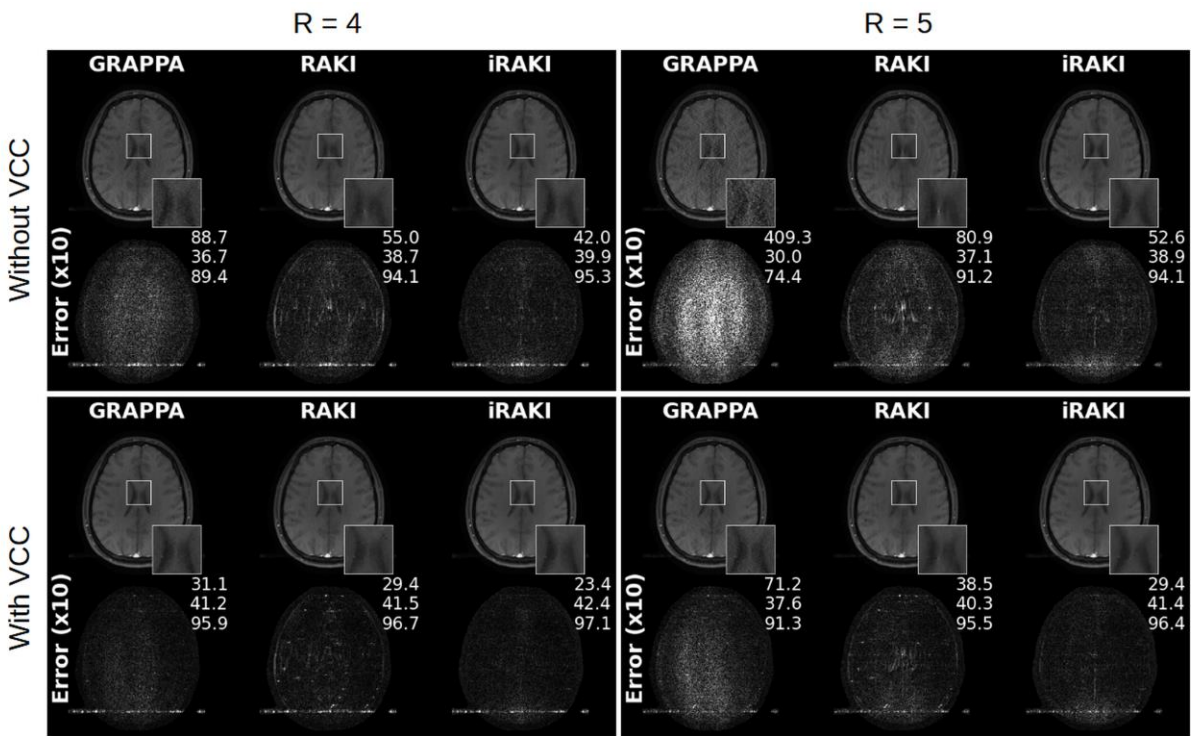 R = 4
R = 5
Without VCC
GRAPPA
RAKI
iRAKI
Error (x10)
88.7
36.7
89.4
55.0
38.7
94.1
42.0
39.9
95.3
GRAPPA
RAKI
iRAKI
409.3
30.0
74.4
80.9
37.1
91.2
52.6
38.9
94.1
With VCC
GRAPPA
RAKI
iRAKI
Error (x10)
31.1
41.2
95.9
29.4
41.5
96.7
23.4
42.4
97.1
GRAPPA
RAKI
iRAKI
Error (x10)
71.2
37.6
91.3
38.5
40.3
95.5
29.4
41.4
96.4
Error (x10)